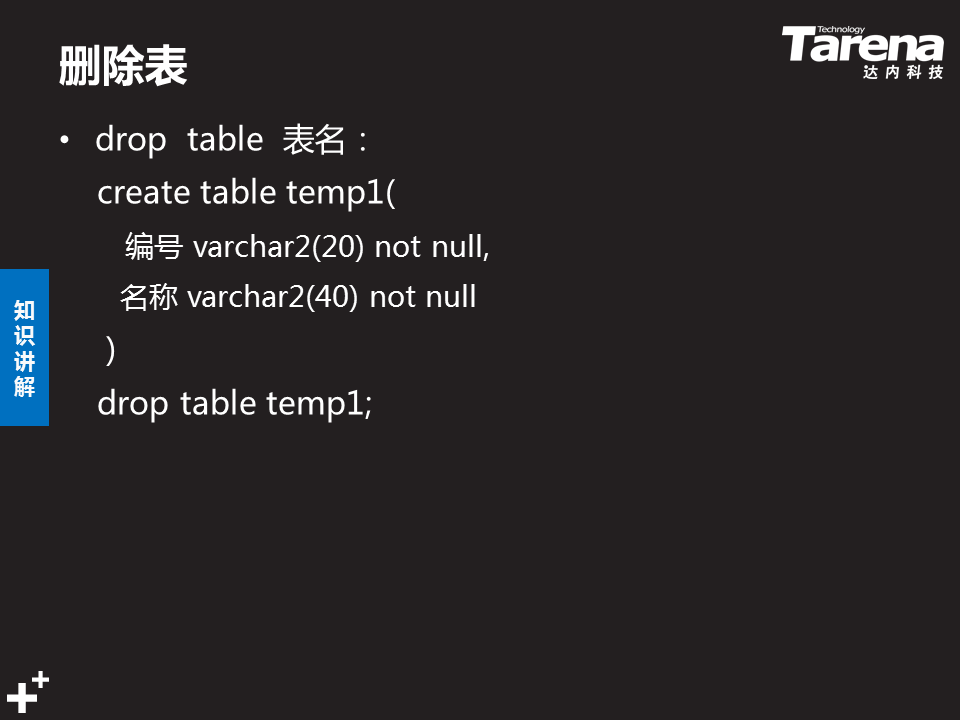 删除表
Technology
Tarena
达内科技
• drop table 表名：
create table temp1(
编号 varchar2(20) not null,
名称 varchar2(40) not null
)
drop table temp1;
知识讲解